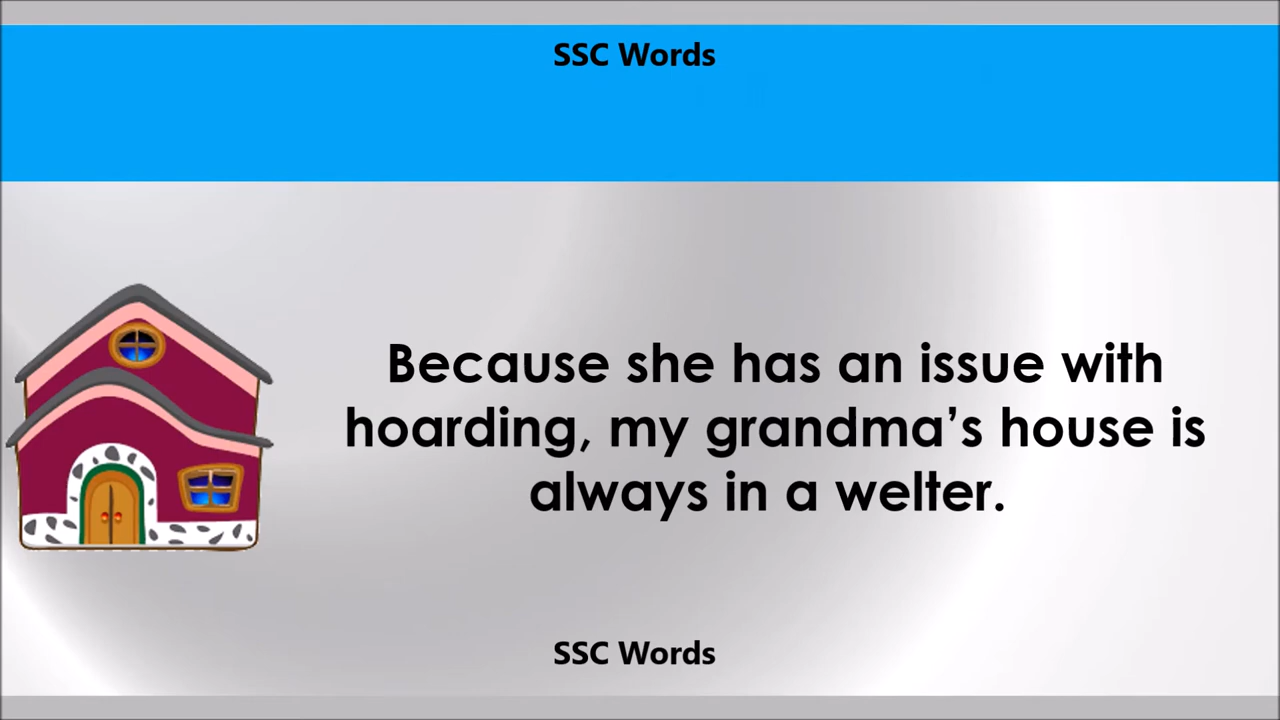 SSC Words
Because she has an issue with
hoarding, my grandma’s house is
always in a welter.
SSC Words